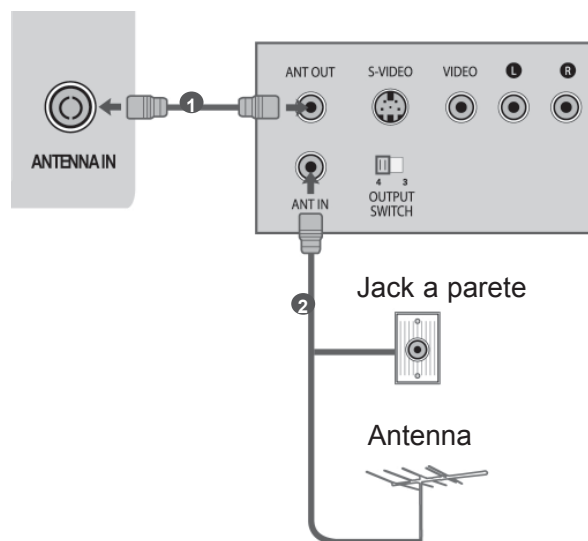 ANT OUT S-VIDEO VIDEO L R
1
ANTENNA IN
ANT IN
4 3
OUTPUT
SWITCH
2
Jack a parete
Antenna